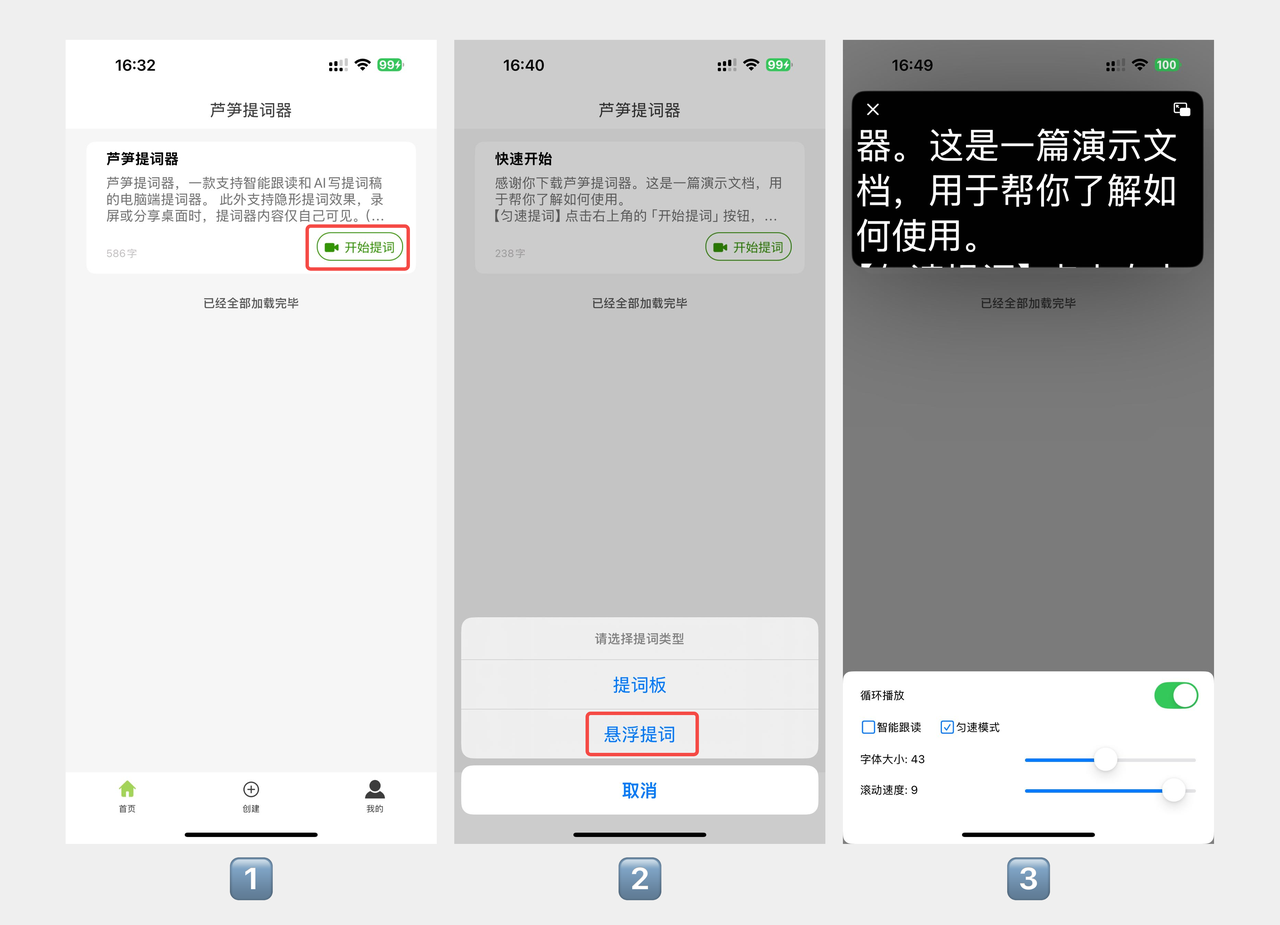 16:32
99
芦笋提词器
芦笋提词器
芦笋提词器，一款支持智能跟读和AI写提词稿
的电脑端提词器。 此外支持隐形提词效果，录
屏或分享桌面时，提词器内容仅自己可见。(...
586字
开始提词
已经全部加载完毕
首页
创建
我的
1
16:40
99
芦笋提词器
快速开始
感谢你下载芦笋提词器。这是一篇演示文档，用
于帮你了解如何使用。
【匀速提词】点击右上角的「开始提词」按钮，...
238字
开始提词
已经全部加载完毕
请选择提词类型
提词板
悬浮提词
取消
2
16:49
100
器。这是一篇演示文
档，用于帮你了解如
何使用。
已经全部加载完毕
循环播放
智能跟读
匀速模式
字体大小: 43
滚动速度: 9
3